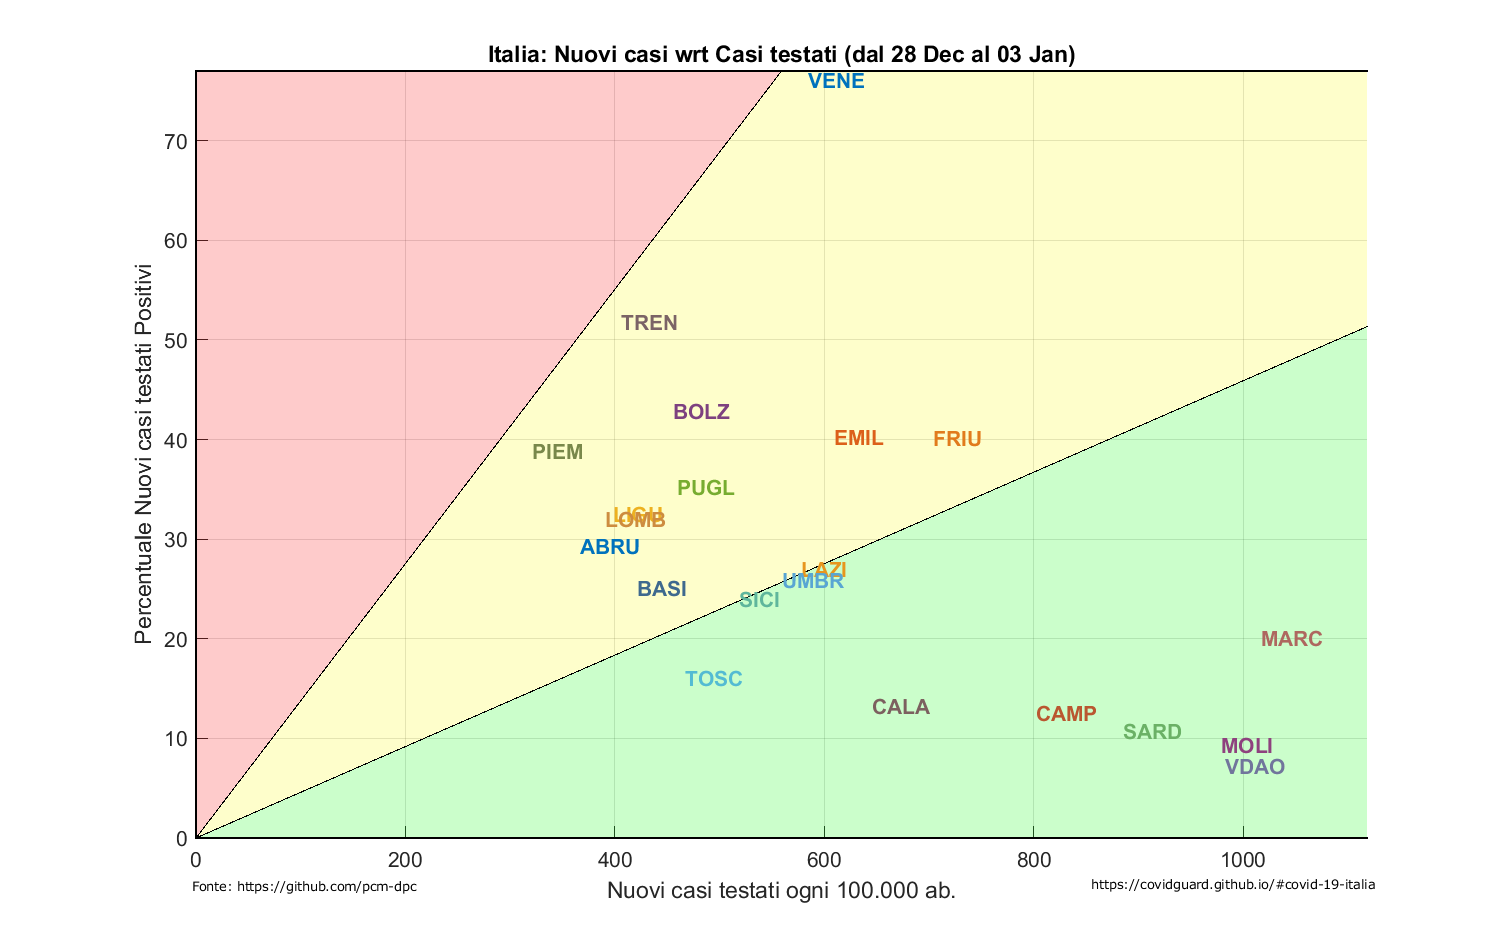 Italia: Nuovi casi wrt Casi testati (dal 28 Dec al 03 Jan)
VENE
70
60
TREN
50
BOLZ
40
EMIL
FRIU
PIEM
PUGL
LIGU
LOMB
30
ABRU
LAZI
UMBR
BASI
SICI
20
MARC
TOSC
CALA
CAMP
SARD
10
MOLI
VDAO
0
Percentuale Nuovi casi testati Positivi
0 200 400 600 800 1000
Nuovi casi testati ogni 100.000 ab.
Fonte: https://github.com/pcm-dpc
https://covidguard.github.io/#covid-19-italia